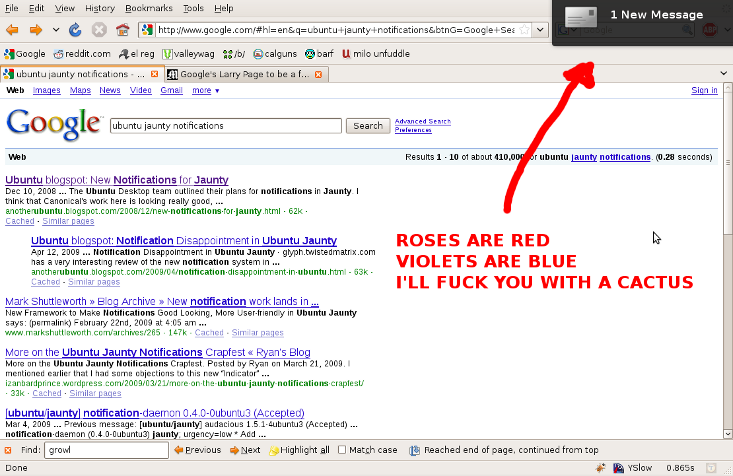 File Edit View History Bookmarks Tools Help
1 New Message
http://www.google.com/#hl=en&q=ubuntu+jaunty+notifications&btnG=Google+Sea
Google reddit.com el reg valleywag /b/ calguns barf milo unfuddle
ubuntu jaunty notifications - ... Google's Larry Page to be a f...
Web Images Maps News Video Gmail more Sign in
Google ubuntu jaunty notifications Search Advanced Search
Preferences
Web Results 1 - 10 of about 410,000 for ubuntu jaunty notifications. (0.28 seconds)
Ubuntu blogspot: New Notifications for Jaunty
Dec 10, 2008 ... The Ubuntu Desktop team outlined their plans for notifications in Jaunty. I
think that Canonical's work here is looking really good, ...
anotherubuntu.blogspot.com/2008/12/new-notifications-for-jaunty.html - 62k -
Cached - Similar pages
Ubuntu blogspot: Notification Disappointment in Ubuntu Jaunty
Apr 12, 2009 ... Notification Disappointment in Ubuntu Jaunty · glyph.twistedmatrix.com
has a very interesting review of the new notification system in ...
anotherubuntu.blogspot.com/2009/04/notification-disappointment-in-ubuntu.html - 63k -
Cached - Similar pages
Mark Shuttleworth » Blog Archive » New notification work lands in ...
New Framework to Make Notifications Good Looking, More User-friendly in Ubuntu Jaunty
says: (permalink) February 22nd, 2009 at 4:05 am ...
www.markshuttleworth.com/archives/265 - 147k - Cached - Similar pages
More on the Ubuntu Jaunty Notifications Crapfest « Ryan's Blog
More on the Ubuntu Jaunty Notifications Crapfest. Posted by Ryan on March 21, 2009. I
mentioned earlier that I had some objections to this new "Indicator" ...
izanbardprince.wordpress.com/2009/03/21/more-on-the-ubuntu-jaunty-notifications-crapfest/
- 33k - Cached - Similar pages
[ubuntu/jaunty] notification-daemon 0.4.0-0ubuntu3 (Accepted)
Mar 4, 2009 ... Previous message: [ubuntu/jaunty] audacious 1.5.1-4ubuntu3 (Accepted) ...
notification-daemon (0.4.0-0ubuntu3) jaunty; urgency=low * Add ...
ROSES ARE RED
VIOLETS ARE BLUE
I'LL FUCK YOU WITH A CACTUS
Find: growl Previous Next Highlight all Match case Reached end of page, continued from top
Done YSlow 0.865s